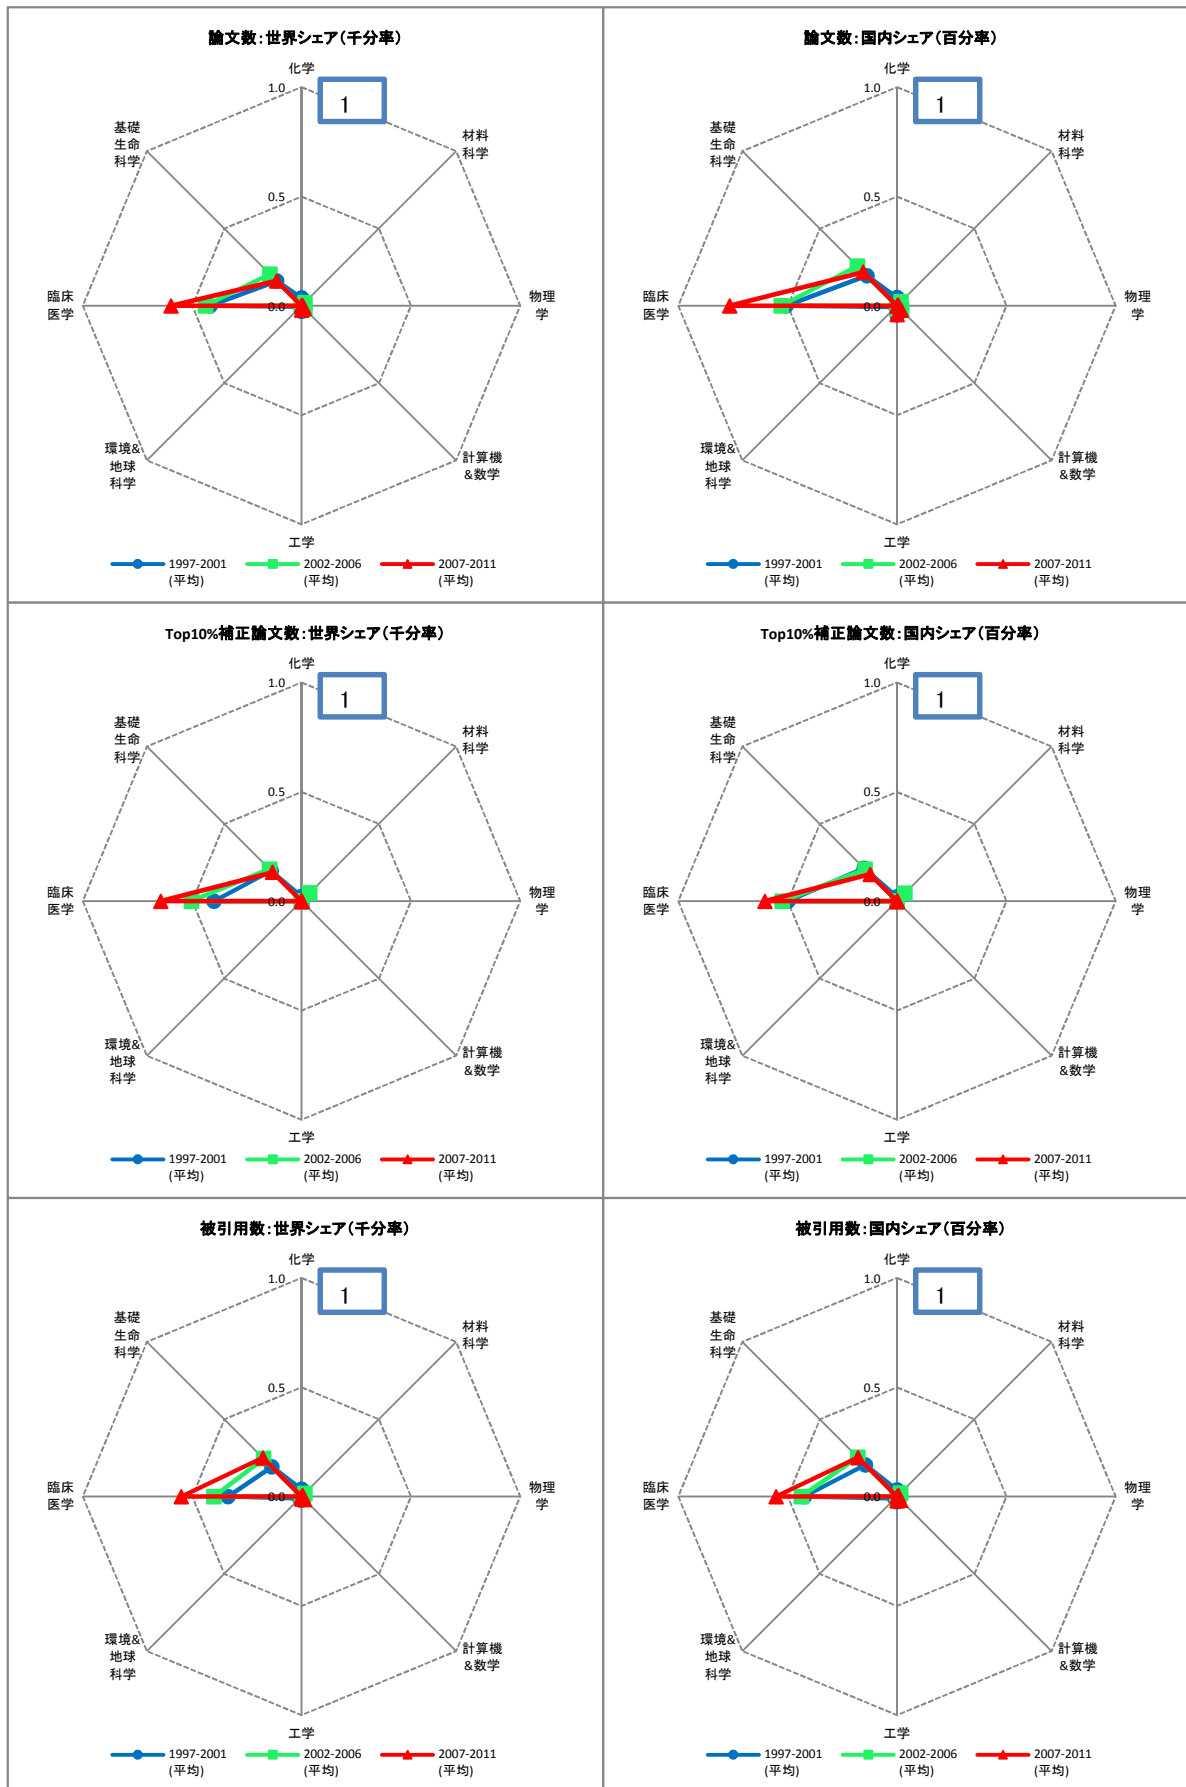 論文数：世界シェア（千分率）
化学
1.0
1
基礎
生命
科学
材料
科学
0.5
臨床
医学
0.0
物理
学
環境&
地球
科学
計算機
&数学
工学
1997-2001
(平均)
2002-2006
(平均)
2007-2011
(平均)
論文数：国内シェア（百分率）
化学
1.0
1
基礎
生命
科学
材料
科学
0.5
臨床
医学
0.0
物理
学
環境&
地球
科学
計算機
&数学
工学
1997-2001
(平均)
2002-2006
(平均)
2007-2011
(平均)
Top10%補正論文数：世界シェア（千分率）
化学
1.0
1
基礎
生命
科学
材料
科学
0.5
臨床
医学
0.0
物理
学
環境&
地球
科学
計算機
&数学
工学
1997-2001
(平均)
2002-2006
(平均)
2007-2011
(平均)
Top10%補正論文数：国内シェア（百分率）
化学
1.0
1
基礎
生命
科学
材料
科学
0.5
臨床
医学
0.0
物理
学
環境&
地球
科学
計算機
&数学
工学
1997-2001
(平均)
2002-2006
(平均)
2007-2011
(平均)
被引用数：世界シェア（千分率）
化学
1.0
1
基礎
生命
科学
材料
科学
0.5
臨床
医学
0.0
物理
学
環境&
地球
科学
計算機
&数学
工学
1997-2001
(平均)
2002-2006
(平均)
2007-2011
(平均)
被引用数：国内シェア（百分率）
化学
1.0
1
基礎
生命
科学
材料
科学
0.5
臨床
医学
0.0
物理
学
環境&
地球
科学
計算機
&数学
工学
1997-2001
(平均)
2002-2006
(平均)
2007-2011
(平均)